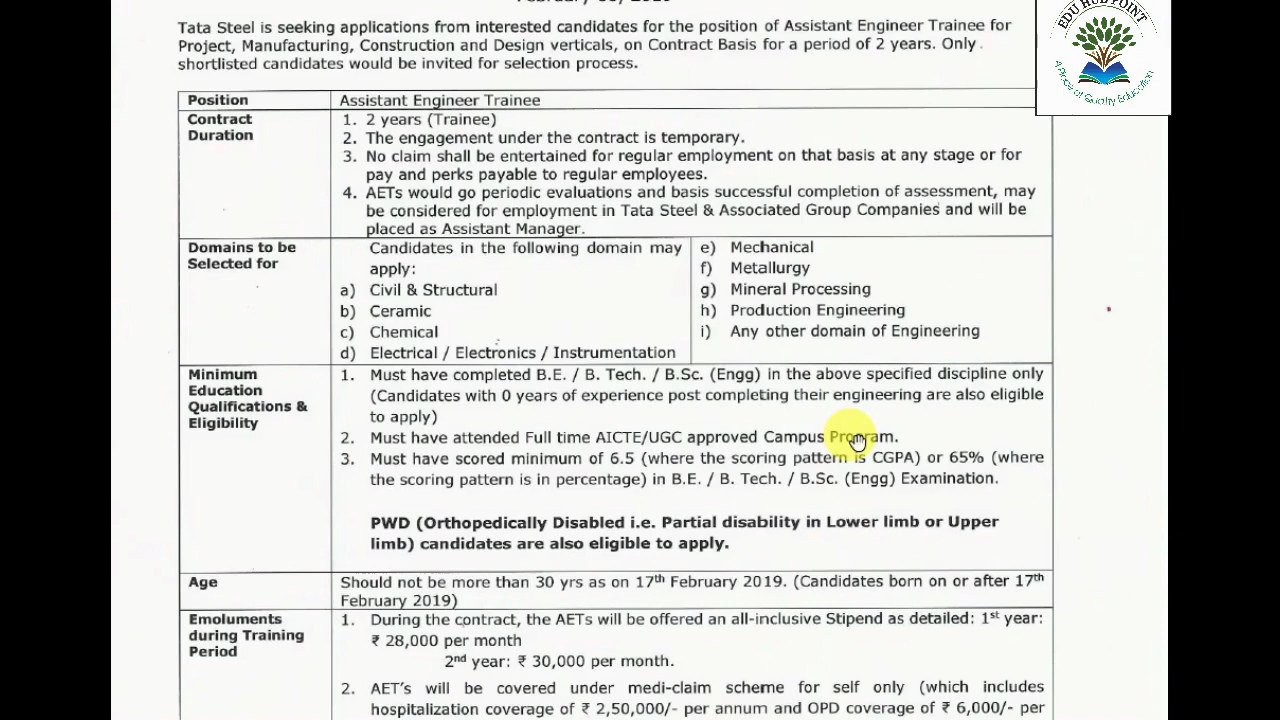 Tata Steel is seeking applications from interested candidates for the position of Assistant Engineer Trainee for
Project, Manufacturing, Construction and Design verticals, on Contract Basis for a period of 2 years. Only
shortlisted candidates would be invited for selection process.
EDU HUB POINT
A Place of Quality Education
Position
Assistant Engineer Trainee
Contract
Duration
1. 2 years (Trainee)
2. The engagement under the contract is temporary.
3. No claim shall be entertained for regular employment on that basis at any stage or for
pay and perks payable to regular employees.
4. AETs would go periodic evaluations and basis successful completion of assessment, may
be considered for employment in Tata Steel & Associated Group Companies and will be
placed as Assistant Manager.
Domains to be
Selected for
Candidates in the following domain may
apply:
a) Civil & Structural
b) Ceramic
c) Chemical
d) Electrical / Electronics / Instrumentation
e) Mechanical
f) Metallurgy
g) Mineral Processing
h) Production Engineering
i) Any other domain of Engineering
Minimum
Education
Qualifications &
Eligibility
1. Must have completed B.E. / B. Tech. / B.Sc. (Engg) in the above specified discipline only
(Candidates with 0 years of experience post completing their engineering are also eligible
to apply)
2. Must have attended Full time AICTE/UGC approved Campus Program.
3. Must have scored minimum of 6.5 (where the scoring pattern is CGPA) or 65% (where
the scoring pattern is in percentage) in B.E. / B. Tech. / B.Sc. (Engg) Examination.
PWD (Orthopedically Disabled i.e. Partial disability in Lower limb or Upper
limb) candidates are also eligible to apply.
Age
Should not be more than 30 yrs as on 17th February 2019. (Candidates born on or after 17th
February 2019)
Emoluments
during Training
Period
1. During the contract, the AETs will be offered an all-inclusive Stipend as detailed: 1st year:
₹ 28,000 per month
2nd year: ₹ 30,000 per month.
2. AET's will be covered under medi-claim scheme for self only (which includes
hospitalization coverage of ₹ 2,50,000/- per annum and OPD coverage of ₹ 6,000/- per